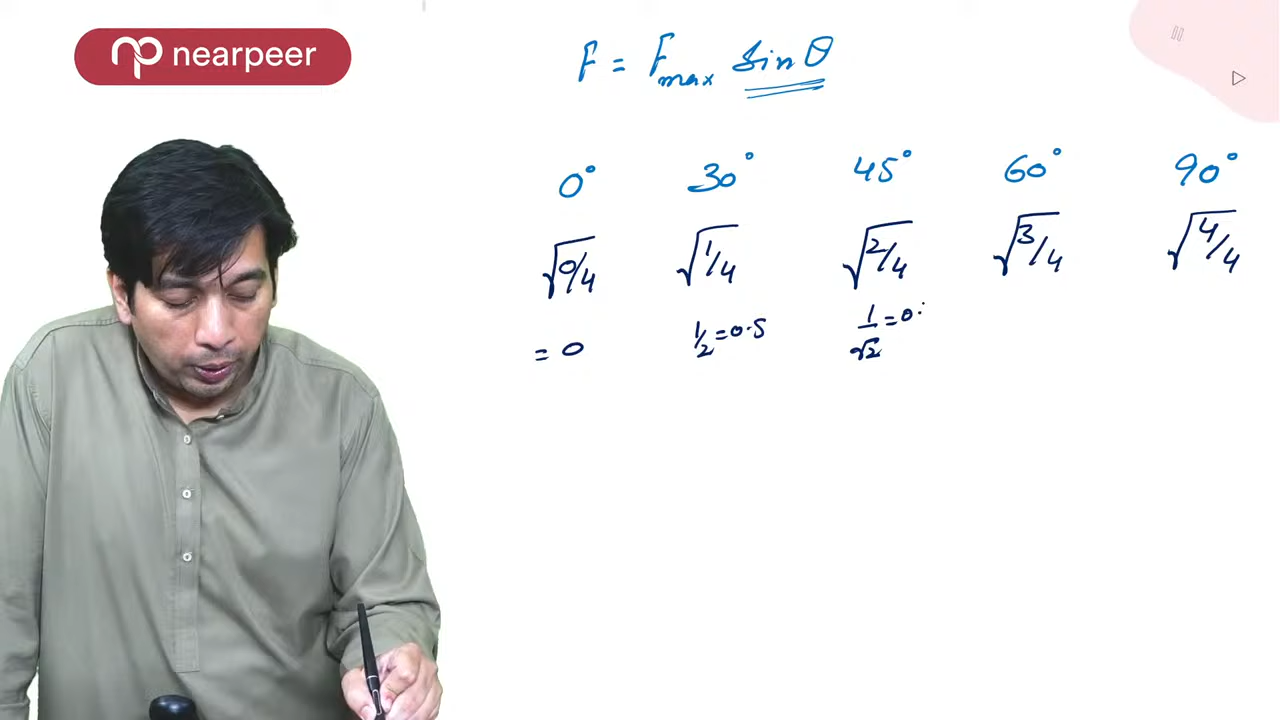 nearpeer
F = Fmax sinθ
0° 30° 45° 60° 90°
√0/4 √1/4 √2/4 √3/4 √4/4
= 0 1/2 = 0.5 1/√2 = 0.